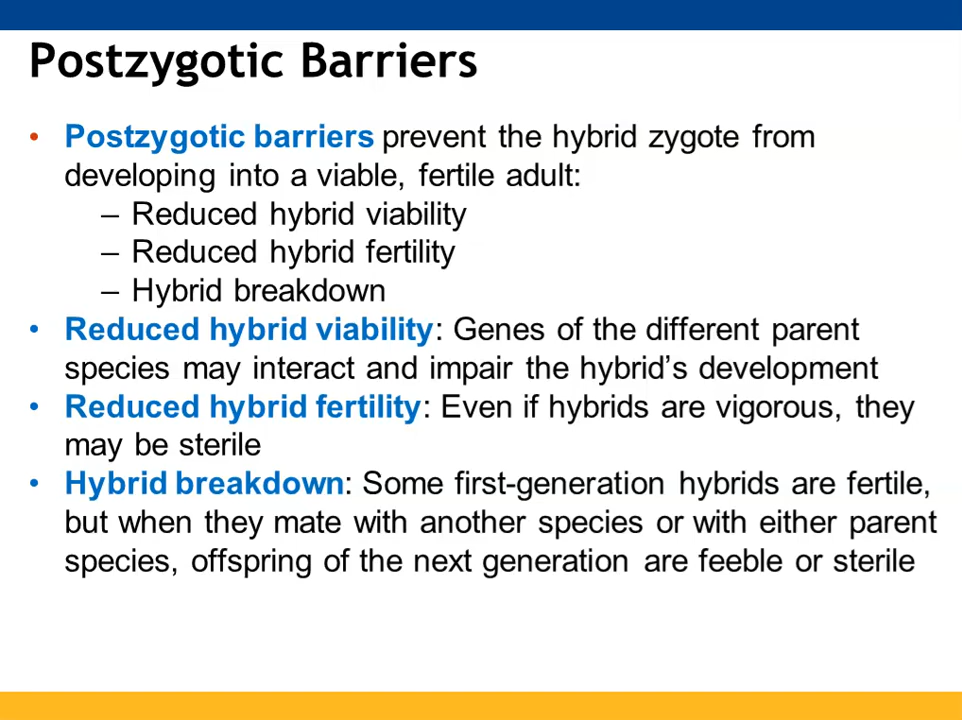 Postzygotic Barriers
• Postzygotic barriers prevent the hybrid zygote from
developing into a viable, fertile adult:
– Reduced hybrid viability
– Reduced hybrid fertility
– Hybrid breakdown
• Reduced hybrid viability: Genes of the different parent
species may interact and impair the hybrid’s development
• Reduced hybrid fertility: Even if hybrids are vigorous, they
may be sterile
• Hybrid breakdown: Some first-generation hybrids are fertile,
but when they mate with another species or with either parent
species, offspring of the next generation are feeble or sterile